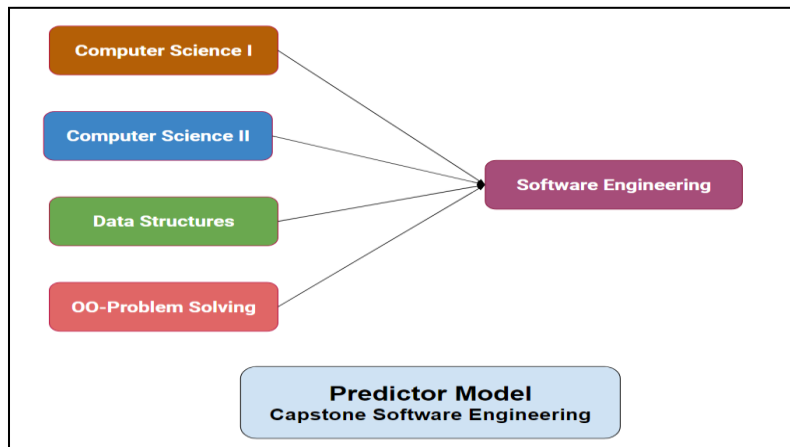 Computer Science I
Computer Science II
Data Structures
OO-Problem Solving
Software Engineering
Predictor Model
Capstone Software Engineering